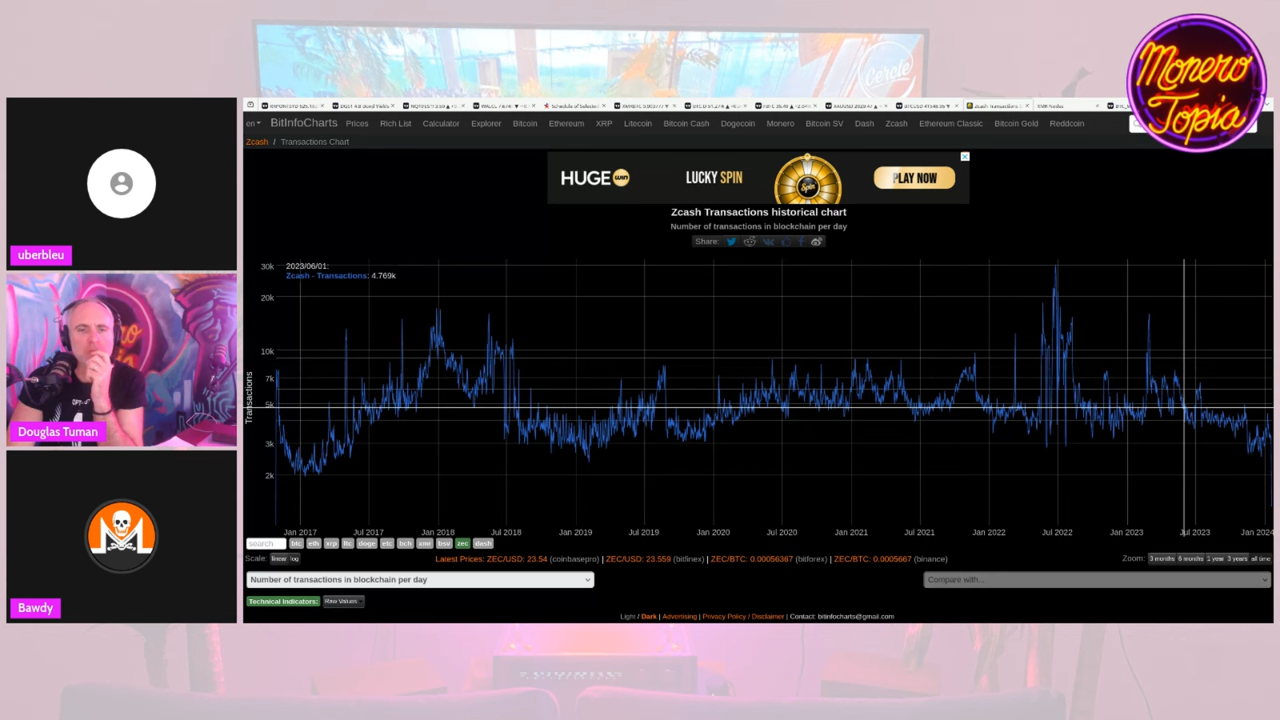 Monero
Topia
Cercle
uberbleu
Douglas Tuman
Bawdy
en
BitInfoCharts Prices Rich List Calculator Explorer Bitcoin Ethereum XRP Litecoin Bitcoin Cash Dogecoin Monero Bitcoin SV Dash Zcash Ethereum Classic Bitcoin Gold Reddcoin
Zcash / Transactions Chart
HUGE win LUCKY SPIN Spin PLAY NOW
Zcash Transactions historical chart
Number of transactions in blockchain per day
Share:
2023/06/01:
Zcash - Transactions: 4.769k
30k
20k
10k
7k
5k
3k
2k
Transactions
Jan 2017 Jul 2017 Jan 2018 Jul 2018 Jan 2019 Jul 2019 Jan 2020 Jul 2020 Jan 2021 Jul 2021 Jan 2022 Jul 2022 Jan 2023 Jul 2023 Jan 2024
search btc eth xrp ltc doge etc bch xmr bsv zec dash
Scale: linear log
Latest Prices: ZEC/USD: 23.54 (coinbasepro) | ZEC/USD: 23.559 (bitfinex) | ZEC/BTC: 0.00056367 (bitforex) | ZEC/BTC: 0.0005667 (binance)
Zoom: 3 months 6 months 1 year 3 years all time
Number of transactions in blockchain per day
Compare with...
Technical Indicators: Raw Values
Light / Dark | Advertising | Privacy Policy / Disclaimer | Contact: bitinfocharts@gmail.com